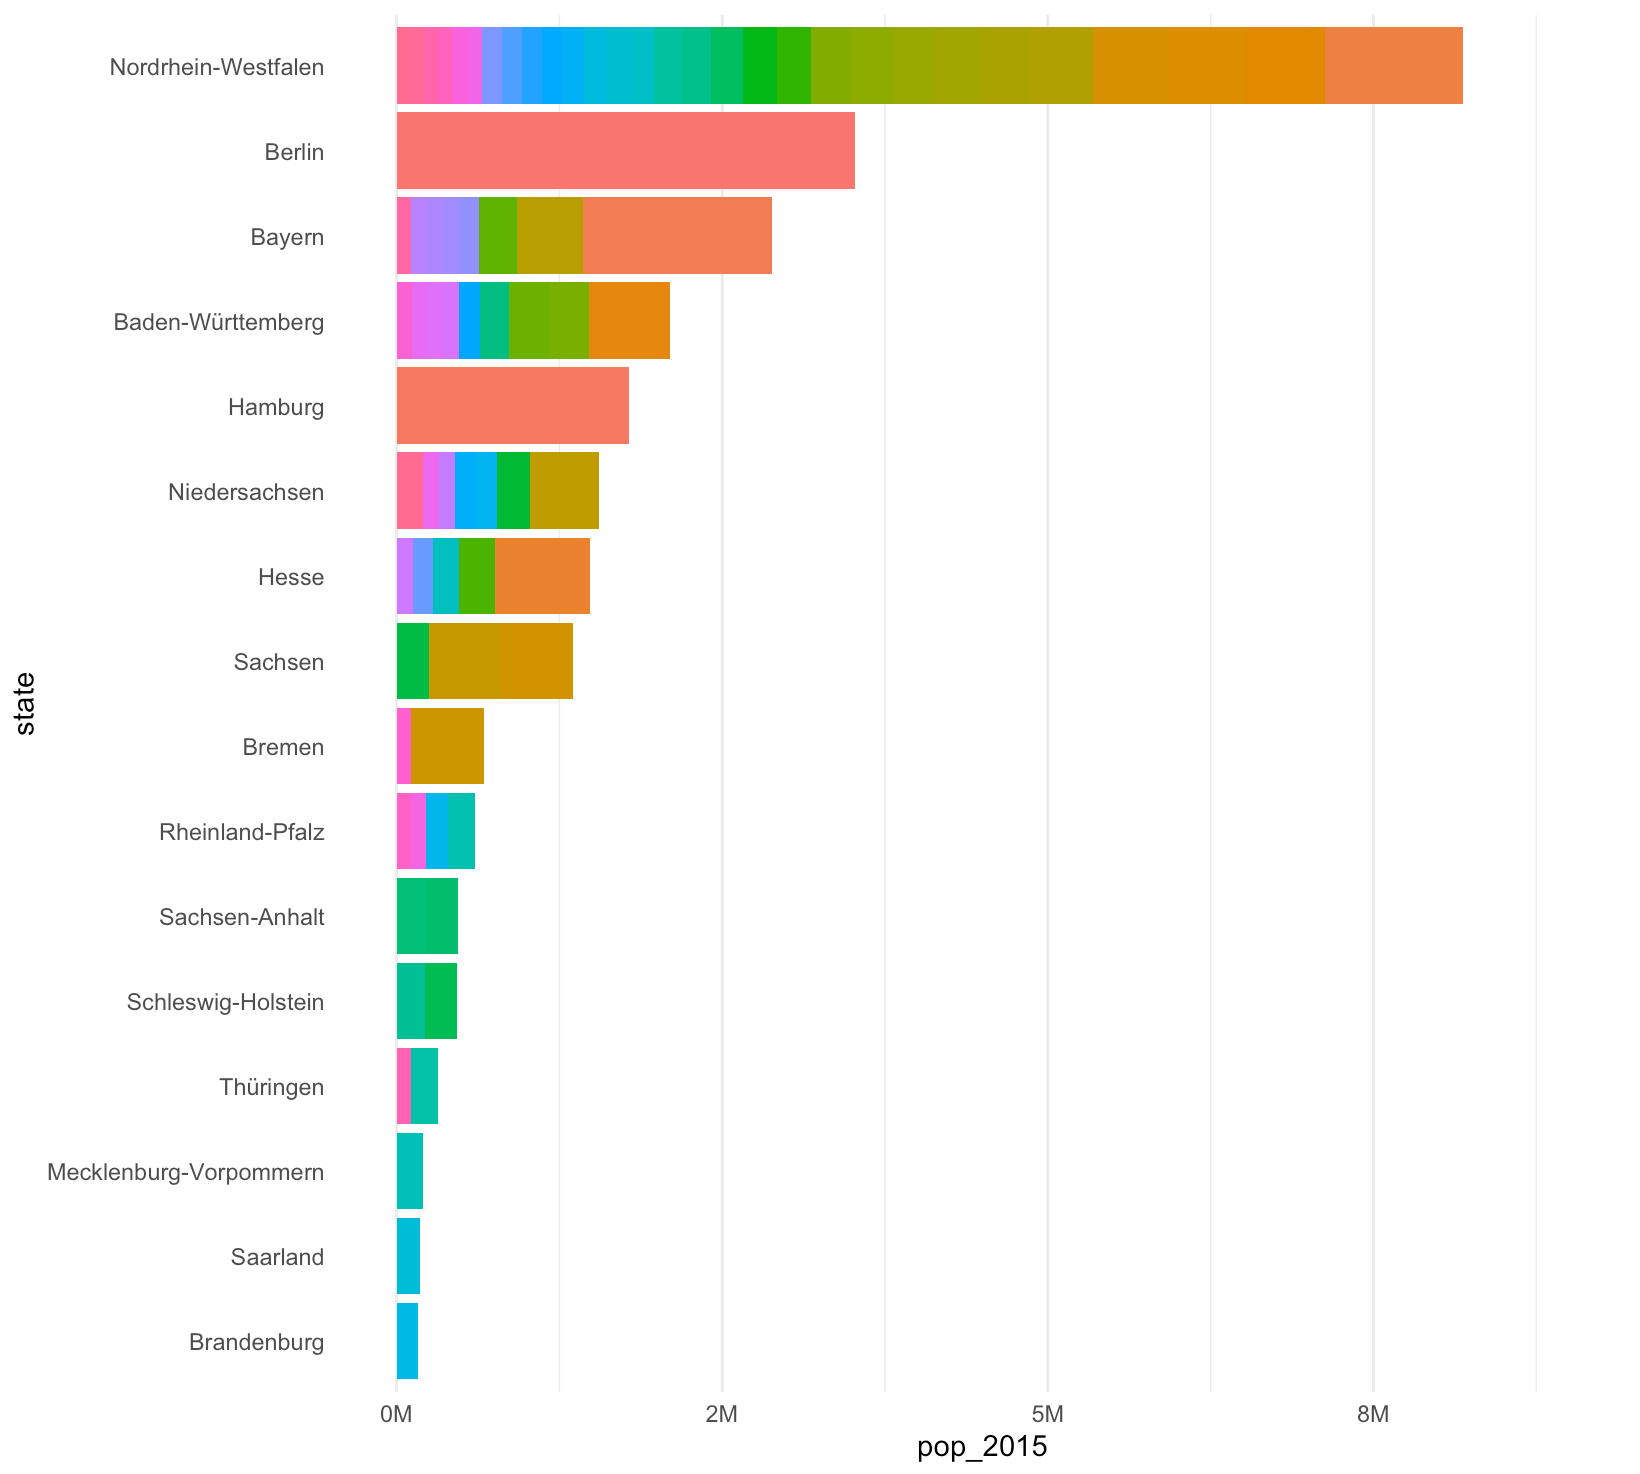 Nordrhein-Westfalen
Berlin
Bayern
Baden-Württemberg
Hamburg
Niedersachsen
Hesse
Sachsen
Bremen
Rheinland-Pfalz
Sachsen-Anhalt
Schleswig-Holstein
Thüringen
Mecklenburg-Vorpommern
Saarland
Brandenburg
state
0M 2M 5M 8M
pop_2015